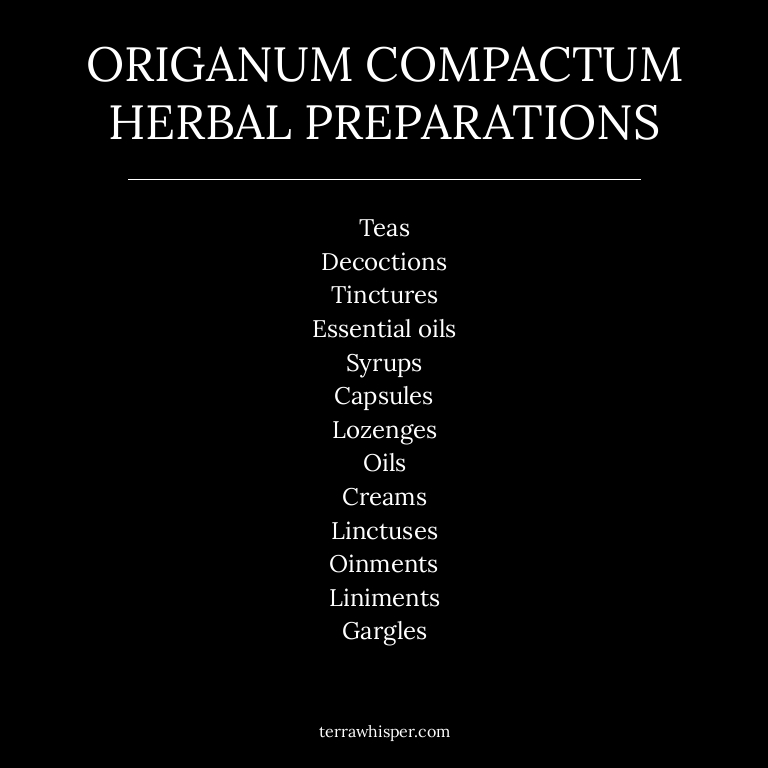 ORIGANUM COMPACTUM
HERBAL PREPARATIONS
Teas
Decoctions
Tinctures
Essential oils
Syrups
Capsules
Lozenges
Oils
Creams
Linctuses
Oinments
Liniments
Gargles
terrawhisper.com